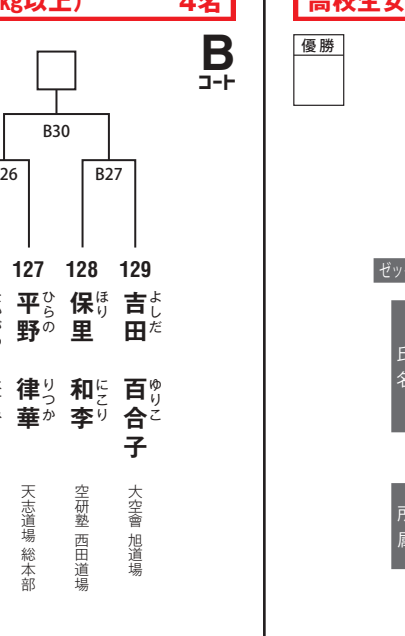 kg以上) 4名
B
コート
B30
26
B27
127 128 129
平野 律華
ひらの りつか
天志道場 総本部
保里 和李
ほり にこり
空研塾 西田道場
吉田 百合子
よしだ ゆりこ
大空會 旭道場
高校生女
優勝
ゼッ
氏名
所属